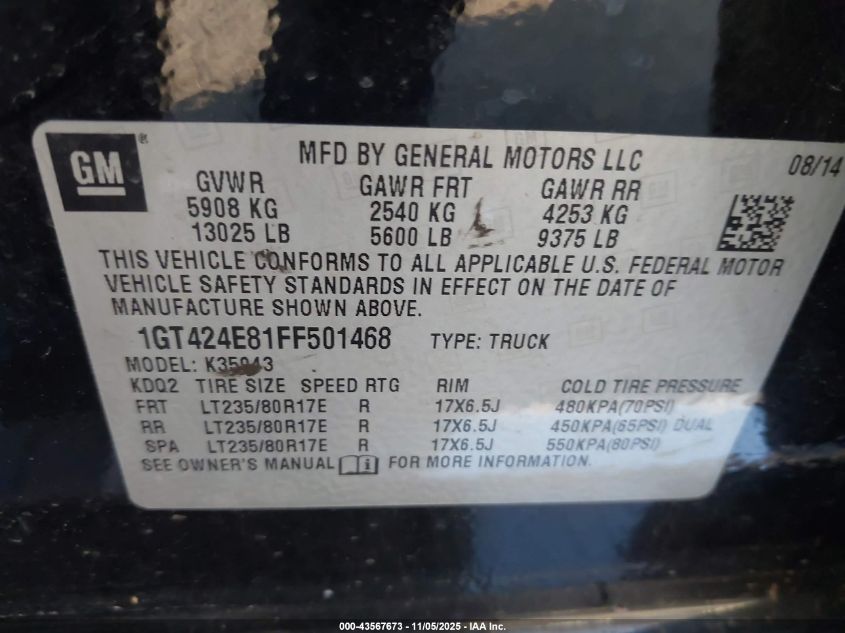 GM ®
MFD BY GENERAL MOTORS LLC
08/14
GVWR GAWR FRT GAWR RR
5908 KG 2540 KG 4253 KG
13025 LB 5600 LB 9375 LB
THIS VEHICLE CONFORMS TO ALL APPLICABLE U.S. FEDERAL MOTOR
VEHICLE SAFETY STANDARDS IN EFFECT ON THE DATE OF
MANUFACTURE SHOWN ABOVE.
1GT424E81FF501468 TYPE: TRUCK
MODEL: K35943
KDQ2 TIRE SIZE SPEED RTG RIM COLD TIRE PRESSURE
FRT LT235/80R17E R 17X6.5J 480KPA(70PSI)
RR LT235/80R17E R 17X6.5J 450KPA(65PSI) DUAL
SPA LT235/80R17E R 17X6.5J 550KPA(80PSI)
SEE OWNER'S MANUAL FOR MORE INFORMATION.
000-43567673 - 11/05/2025 - IAA Inc.